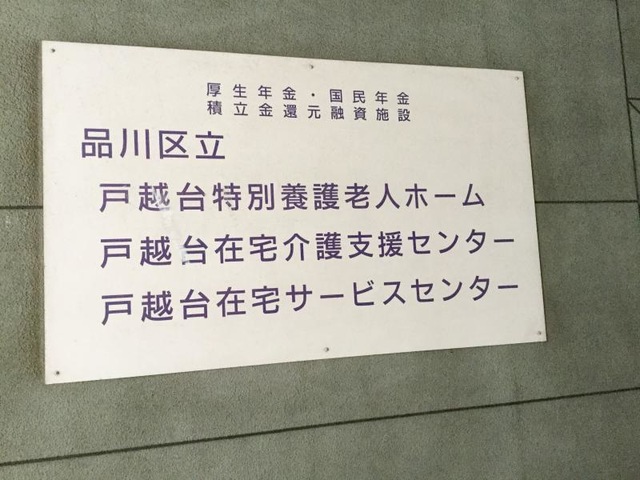 厚生年金・国民年金
積立金還元融資施設
品川区立
戸越台特別養護老人ホーム
戸越台在宅介護支援センター
戸越台在宅サービスセンター